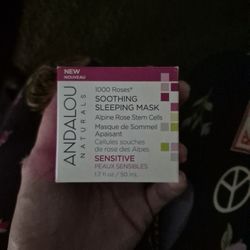 NEW
NOUVEAU
ANDALOU
NATURALS
1000 Roses®
SOOTHING
SLEEPING MASK
Alpine Rose Stem Cells
Masque de Sommeil
Apaisant
Cellules souches
de rose des Alpes
SENSITIVE
PEAUX SENSIBLES
1.7 fl oz / 50 mL